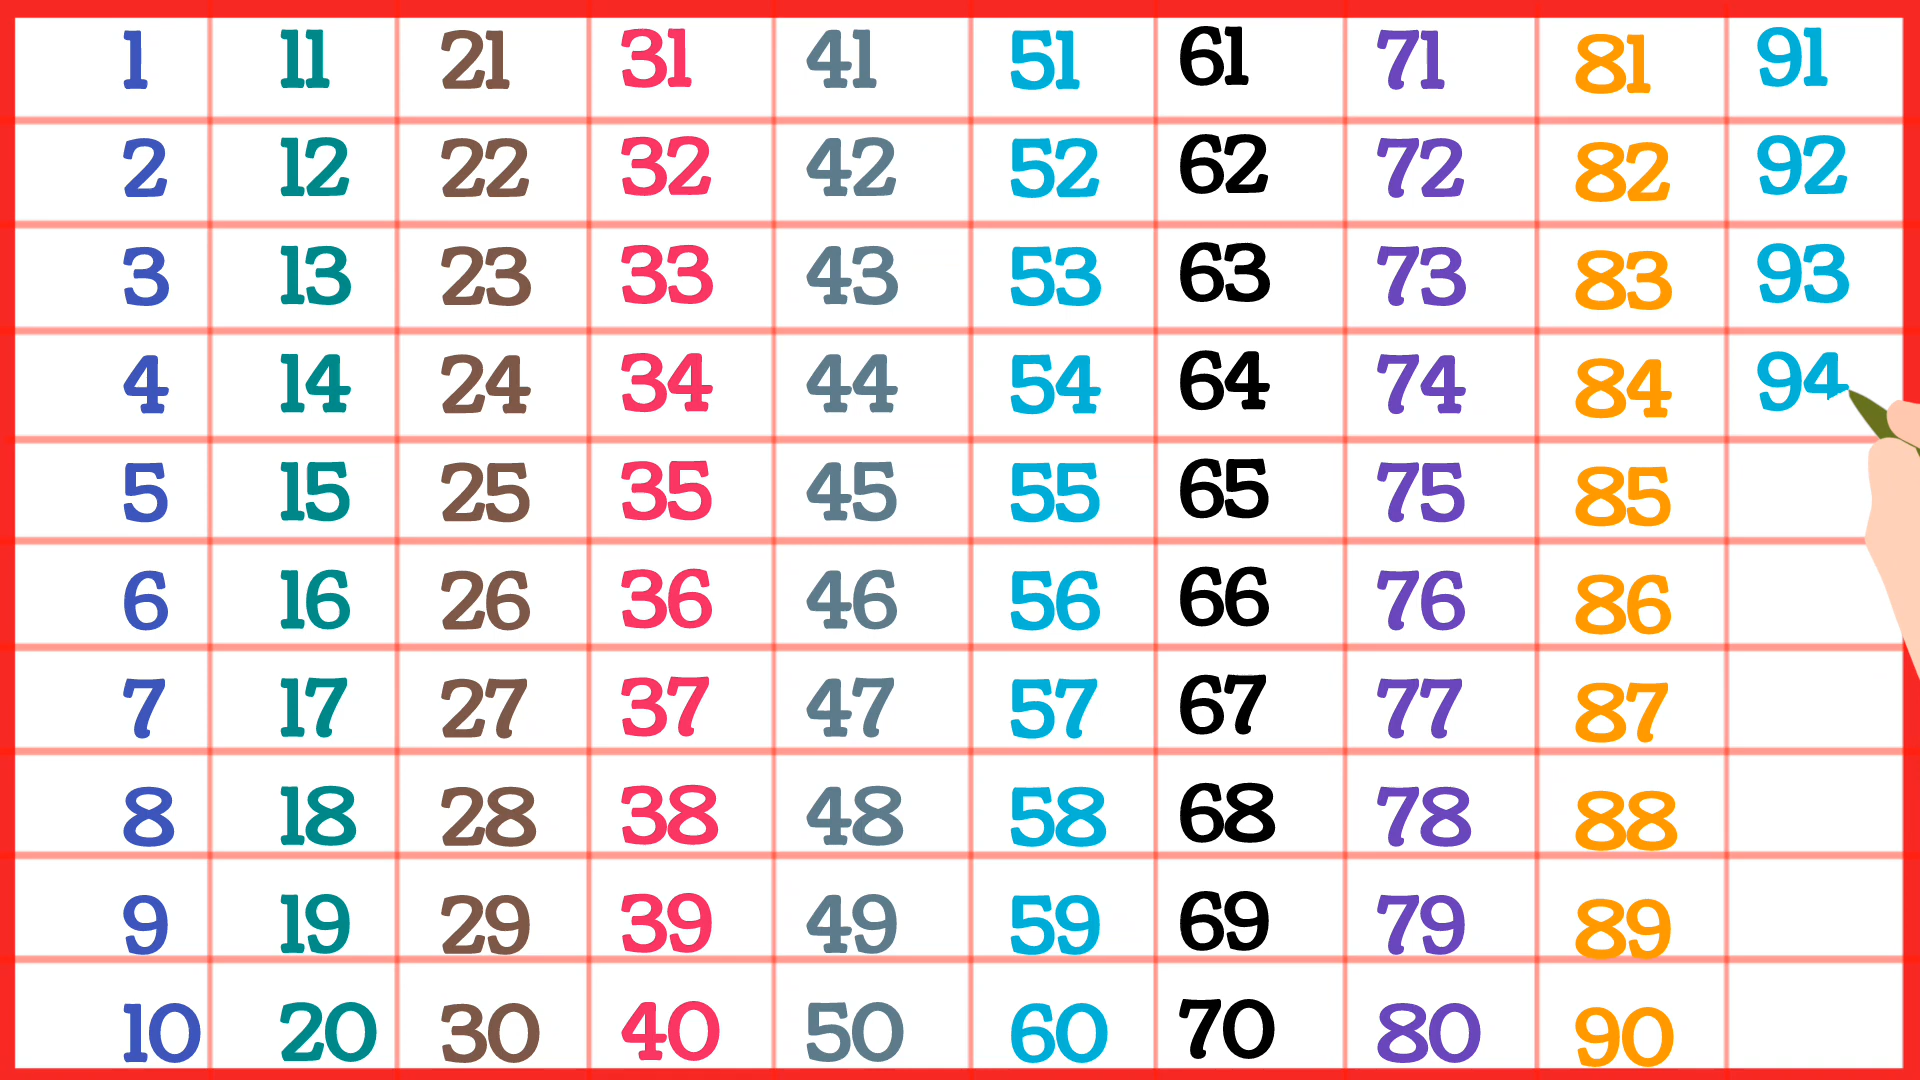 1 11 21 31 41 51 61 71 81 91
2 12 22 32 42 52 62 72 82 92
3 13 23 33 43 53 63 73 83 93
4 14 24 34 44 54 64 74 84 94
5 15 25 35 45 55 65 75 85
6 16 26 36 46 56 66 76 86
7 17 27 37 47 57 67 77 87
8 18 28 38 48 58 68 78 88
9 19 29 39 49 59 69 79 89
10 20 30 40 50 60 70 80 90